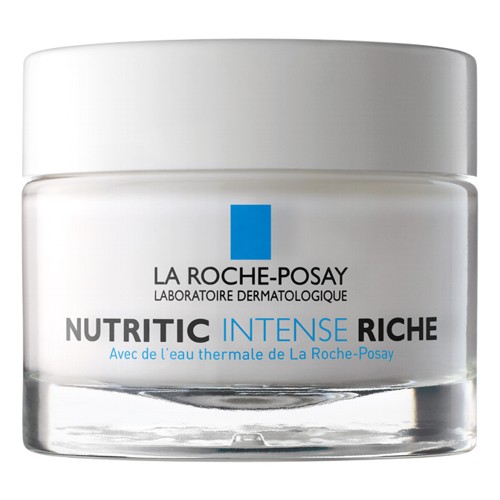 LA ROCHE-POSAY
LABORATOIRE DERMATOLOGIQUE
NUTRITIC INTENSE RICHE
Avec de l'eau thermale de La Roche-Posay